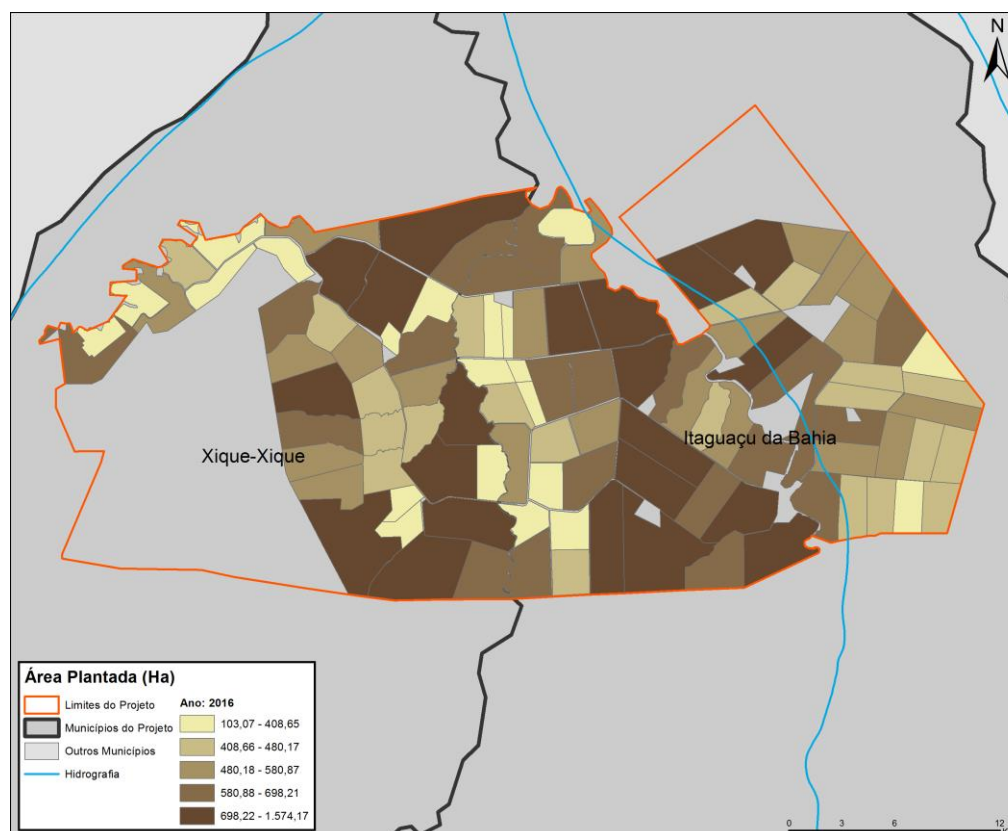 N
Xique-Xique
Itaguaçu da Bahia
Área Plantada (Ha)
Limites do Projeto
Municípios do Projeto
Outros Municípios
Hidrografia
Ano: 2016
103,07 - 408,65
408,66 - 480,17
480,18 - 580,87
580,88 - 698,21
698,22 - 1.574,17
0 3 6 12